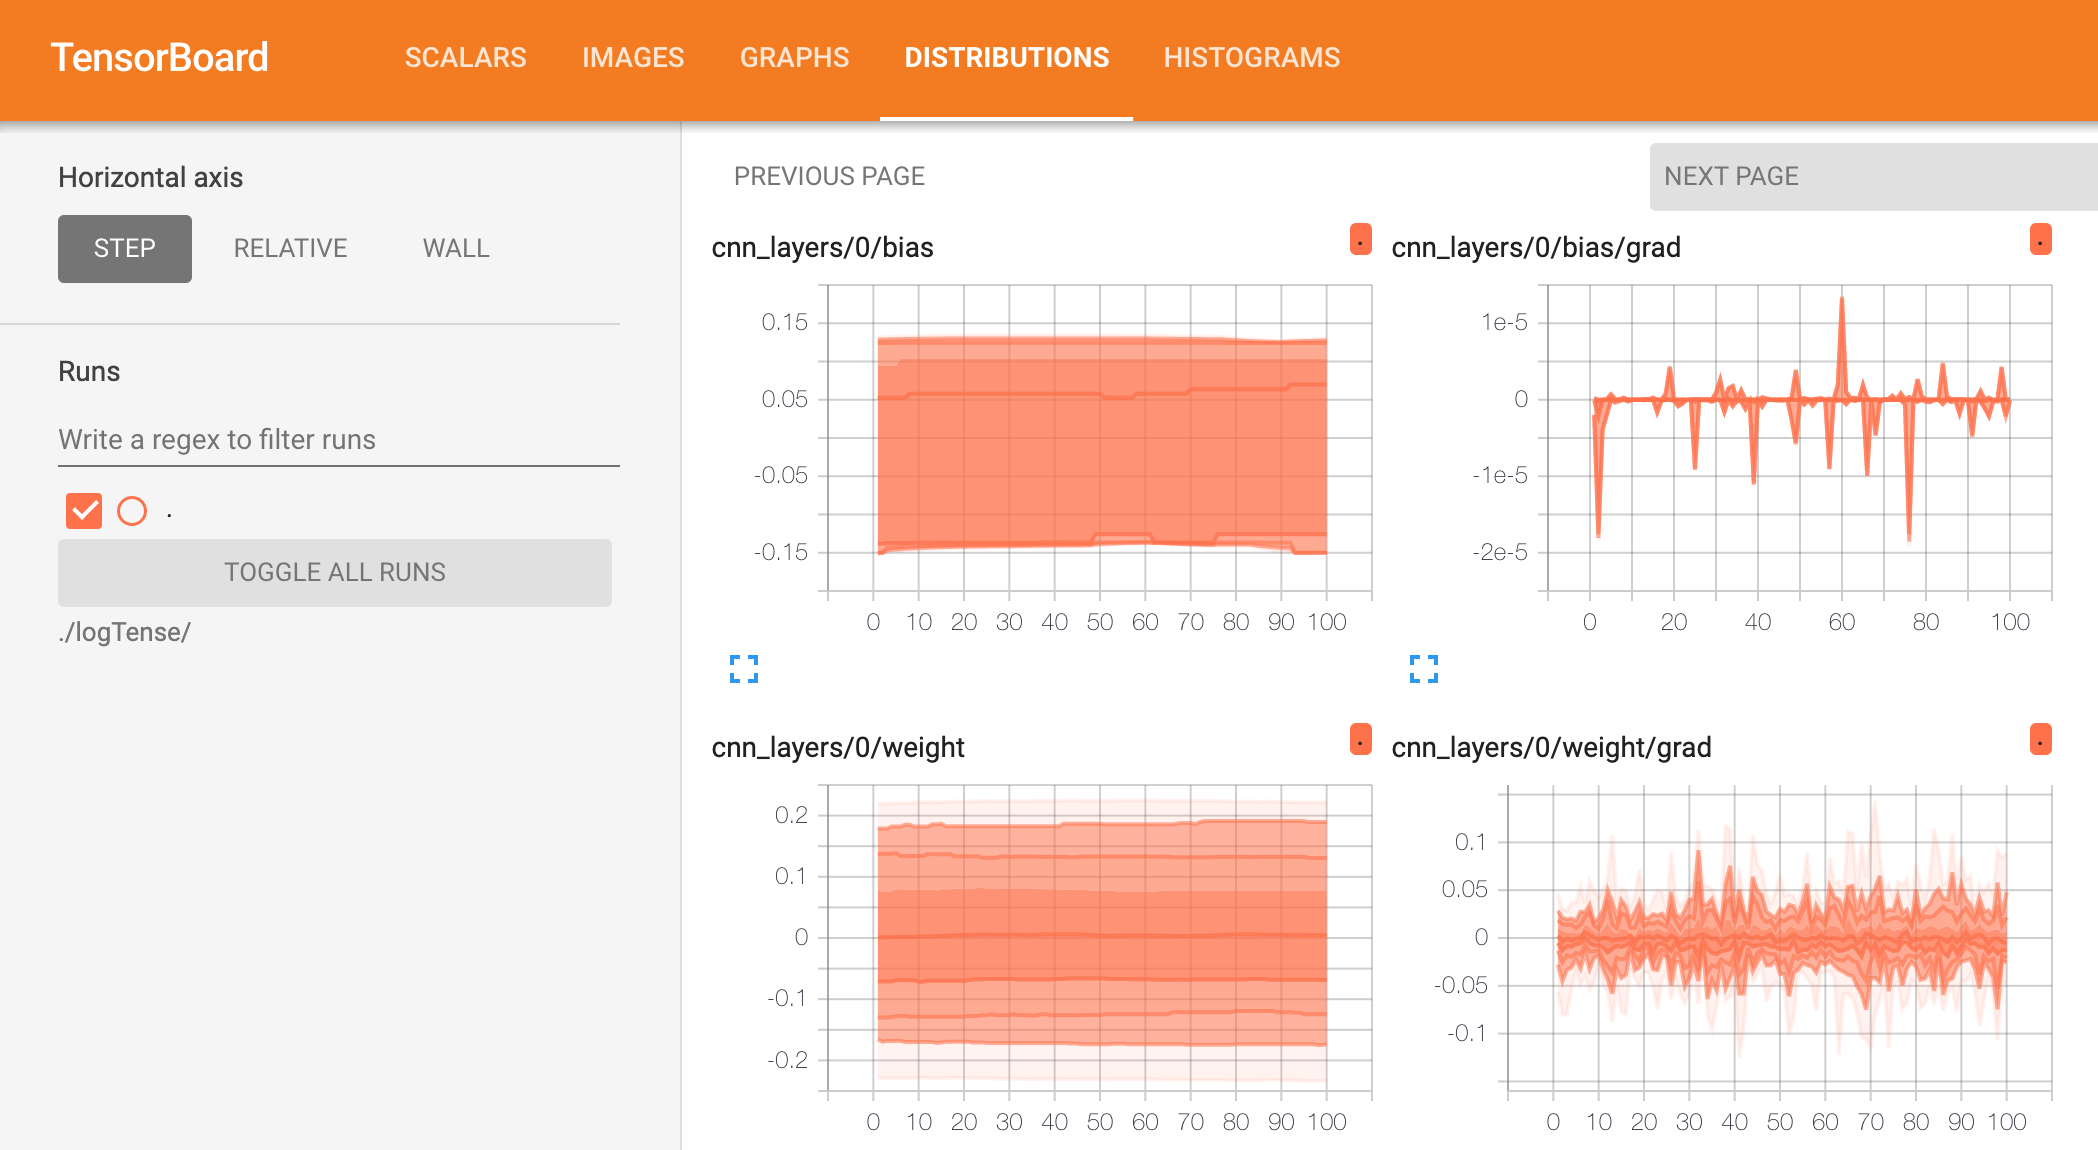 TensorBoard SCALARS IMAGES GRAPHS DISTRIBUTIONS HISTOGRAMS
Horizontal axis
STEP RELATIVE WALL
Runs
Write a regex to filter runs
.
TOGGLE ALL RUNS
./logTense/
PREVIOUS PAGE NEXT PAGE
cnn_layers/0/bias .
0.15
0.05
-0.05
-0.15
0 10 20 30 40 50 60 70 80 90 100
cnn_layers/0/bias/grad .
1e-5
0
-1e-5
-2e-5
0 20 40 60 80 100
cnn_layers/0/weight .
0.2
0.1
0
-0.1
-0.2
0 10 20 30 40 50 60 70 80 90 100
cnn_layers/0/weight/grad .
0.1
0.05
0
-0.05
-0.1
0 10 20 30 40 50 60 70 80 90 100